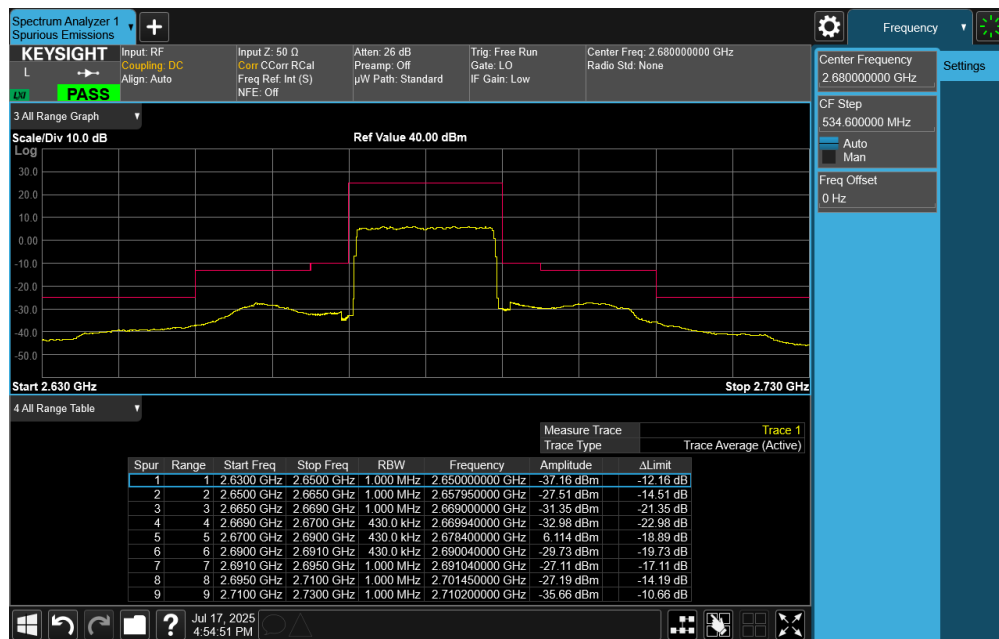 Spectrum Analyzer 1
Spurious Emissions
Frequency
KEYSIGHT Input: RF Input Z: 50 Ω Atten: 26 dB Trig: Free Run Center Freq: 2.680000000 GHz
L Coupling: DC Corr CCorr RCal Preamp: Off Gate: LO Radio Std: None
Align: Auto Freq Ref: Int (S) µW Path: Standard IF Gain: Low
LXI PASS NFE: Off
Center Frequency
2.680000000 GHz
Settings
CF Step
534.600000 MHz
Auto
Man
Freq Offset
0 Hz
3 All Range Graph
Scale/Div 10.0 dB Ref Value 40.00 dBm
Log
30.0
20.0
10.0
0.00
-10.0
-20.0
-30.0
-40.0
-50.0
Start 2.630 GHz Stop 2.730 GHz
4 All Range Table
Measure Trace Trace 1
Trace Type Trace Average (Active)
Spur Range Start Freq Stop Freq RBW Frequency Amplitude ΔLimit
1 1 2.6300 GHz 2.6500 GHz 1.000 MHz 2.650000000 GHz -37.16 dBm -12.16 dB
2 2 2.6500 GHz 2.6650 GHz 1.000 MHz 2.657950000 GHz -27.51 dBm -14.51 dB
3 3 2.6650 GHz 2.6690 GHz 1.000 MHz 2.669000000 GHz -31.35 dBm -21.35 dB
4 4 2.6690 GHz 2.6700 GHz 430.0 kHz 2.669940000 GHz -32.98 dBm -22.98 dB
5 5 2.6700 GHz 2.6900 GHz 430.0 kHz 2.678400000 GHz 6.114 dBm -18.89 dB
6 6 2.6900 GHz 2.6910 GHz 430.0 kHz 2.690040000 GHz -29.73 dBm -19.73 dB
7 7 2.6910 GHz 2.6950 GHz 1.000 MHz 2.691040000 GHz -27.11 dBm -17.11 dB
8 8 2.6950 GHz 2.7100 GHz 1.000 MHz 2.701450000 GHz -27.19 dBm -14.19 dB
9 9 2.7100 GHz 2.7300 GHz 1.000 MHz 2.710200000 GHz -35.66 dBm -10.66 dB
Jul 17, 2025
4:54:51 PM